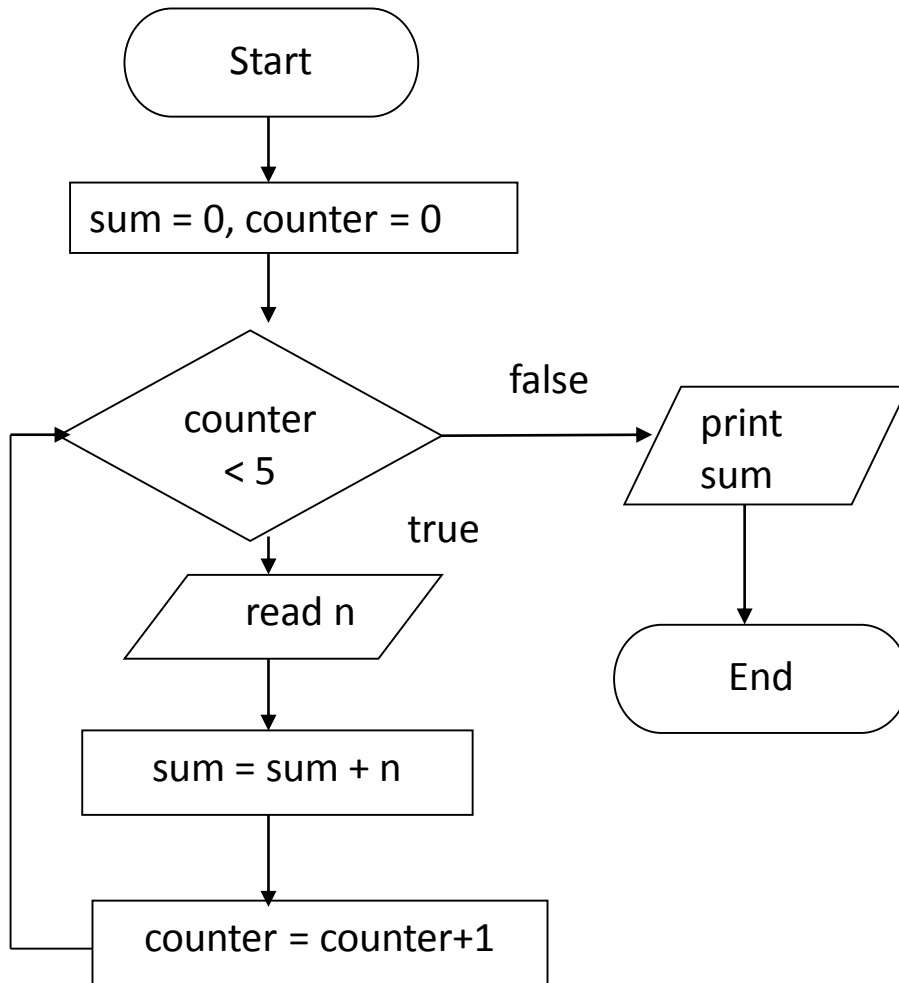 Start
sum = 0, counter = 0
counter
< 5
false
print
sum
true
read n
End
sum = sum + n
counter = counter+1